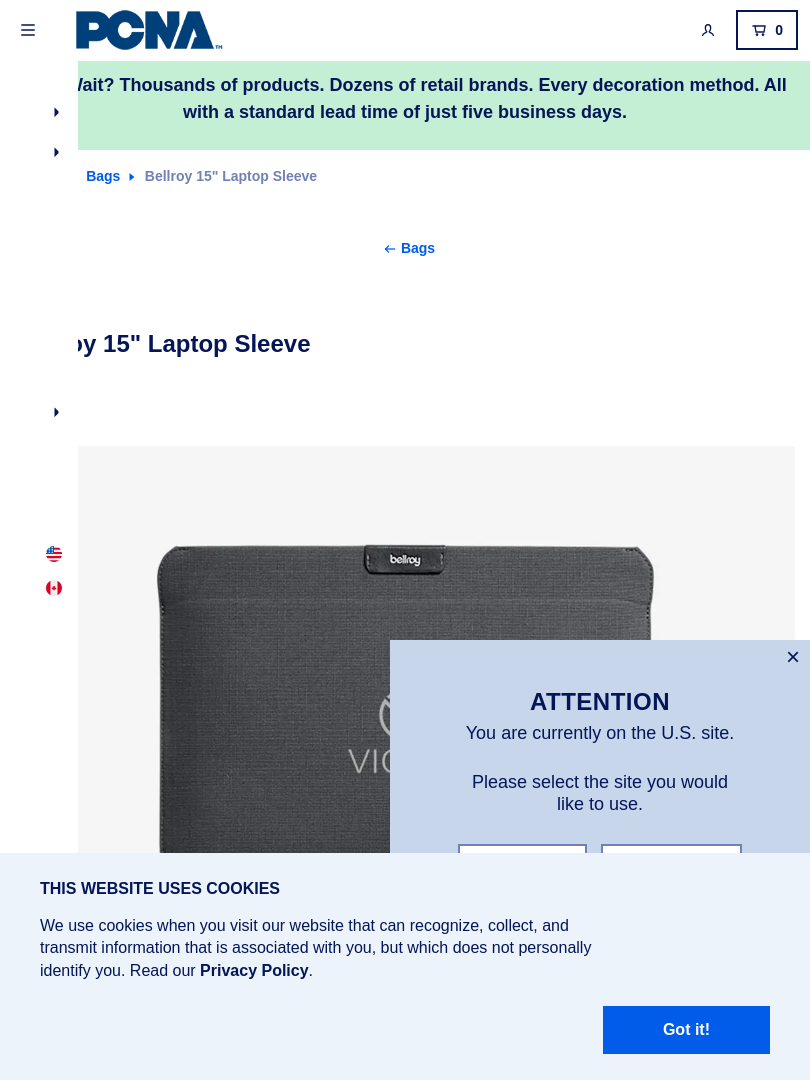 PCNA™
0
Wait? Thousands of products. Dozens of retail brands. Every decoration method. All
with a standard lead time of just five business days.
Bags
Bellroy 15" Laptop Sleeve
← Bags
oy 15" Laptop Sleeve
bellroy
ATTENTION
You are currently on the U.S. site.
Please select the site you would
like to use.
THIS WEBSITE USES COOKIES
We use cookies when you visit our website that can recognize, collect, and
transmit information that is associated with you, but which does not personally
identify you. Read our Privacy Policy.
Got it!